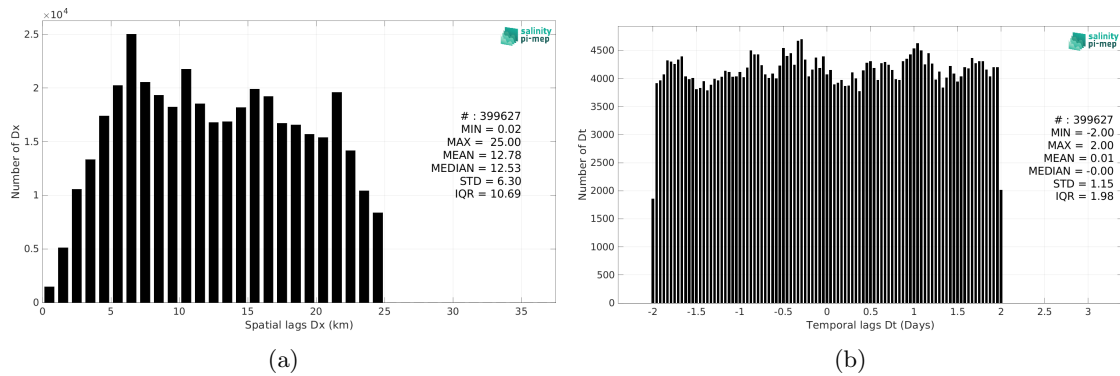 ×10⁴
2.5
2
1.5
1
0.5
0
Number of Dx
0 5 10 15 20 25 30 35
Spatial lags Dx (km)
salinity
pi-mep
# : 399627
MIN = 0.02
MAX = 25.00
MEAN = 12.78
MEDIAN = 12.53
STD = 6.30
IQR = 10.69
(a)
4500
4000
3500
3000
2500
2000
1500
1000
500
0
Number of Dt
-2 -1.5 -1 -0.5 0 0.5 1 1.5 2 2.5 3
Temporal lags Dt (Days)
salinity
pi-mep
# : 399627
MIN = -2.00
MAX = 2.00
MEAN = 0.01
MEDIAN = -0.00
STD = 1.15
IQR = 1.98
(b)